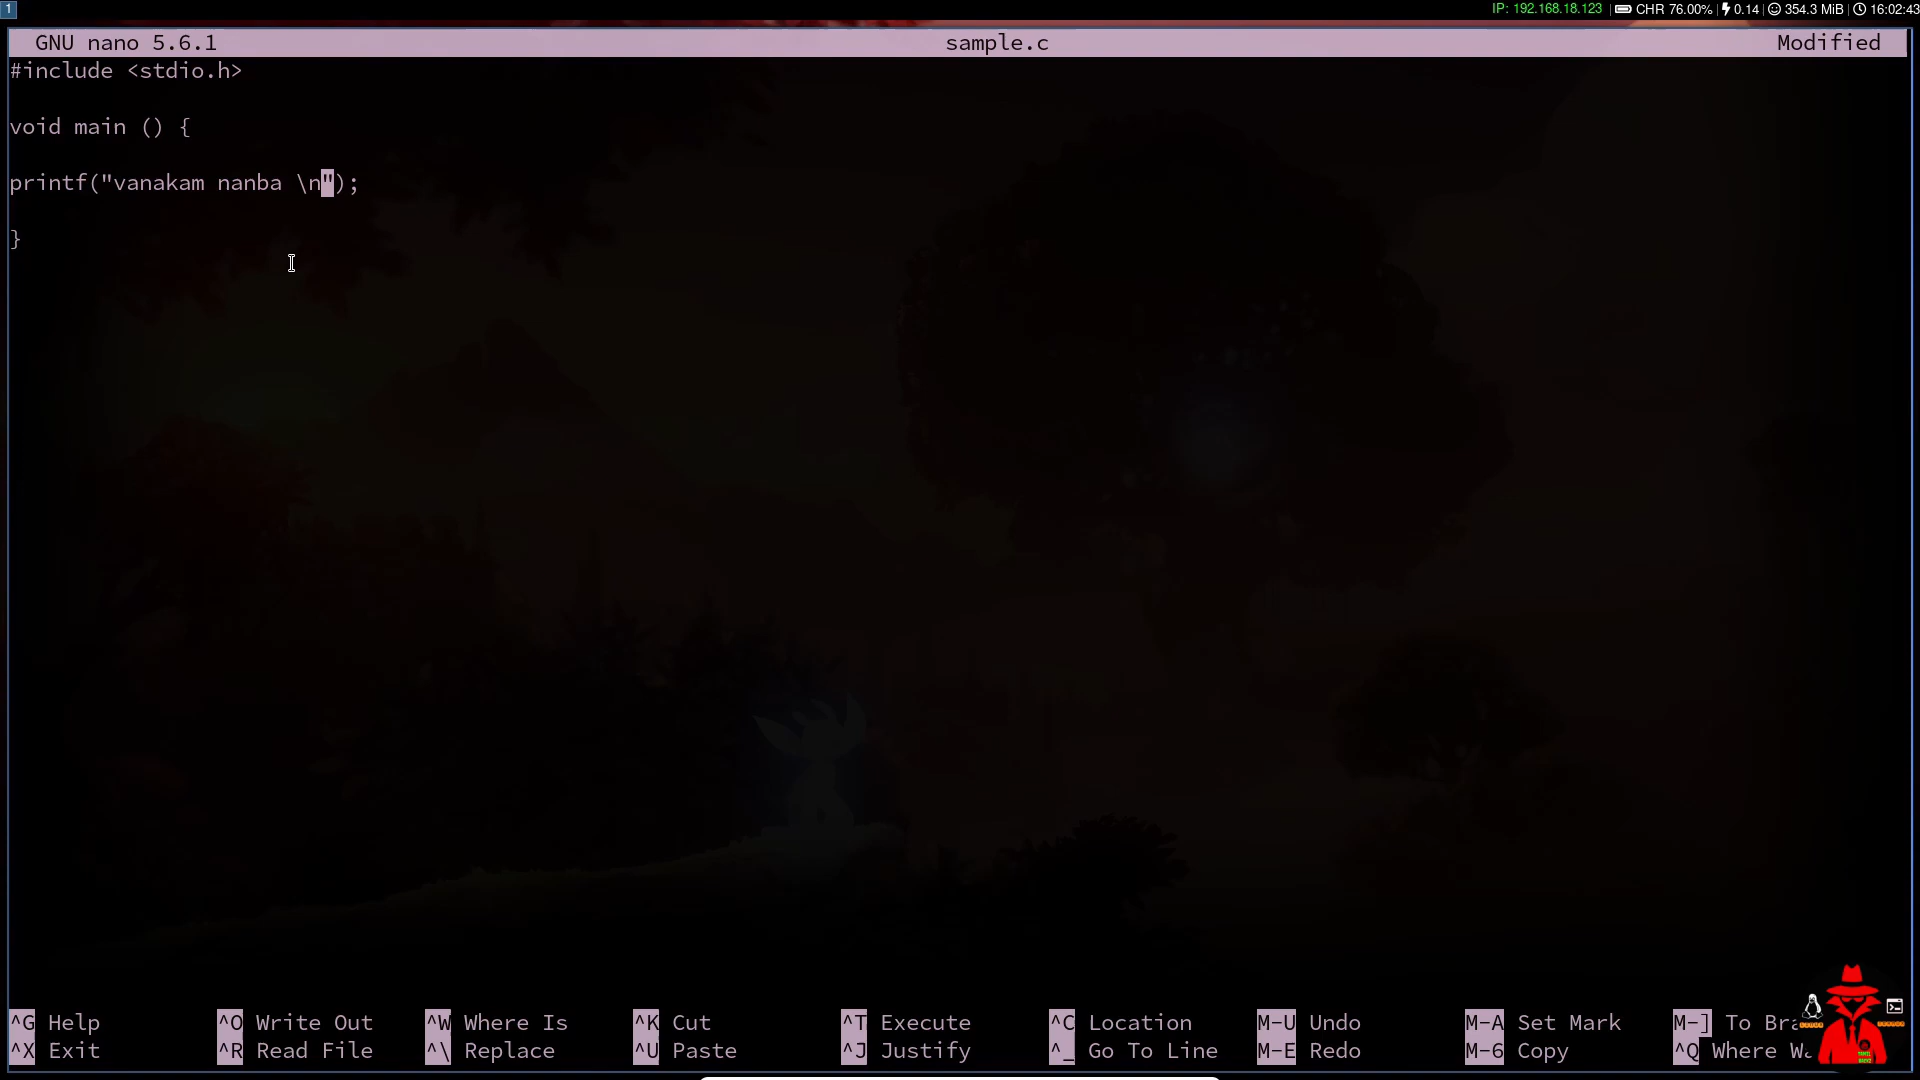 1
IP: 192.168.18.123 | CHR 76.00% | 0.14 | 354.3 MiB | 16:02:43
GNU nano 5.6.1 sample.c Modified
#include <stdio.h>
void main () {
printf("vanakam nanba \n");
}
^G Help ^O Write Out ^W Where Is ^K Cut ^T Execute ^C Location M-U Undo M-A Set Mark M-] To Bra
^X Exit ^R Read File ^\ Replace ^U Paste ^J Justify ^_ Go To Line M-E Redo M-6 Copy ^Q Where Wa